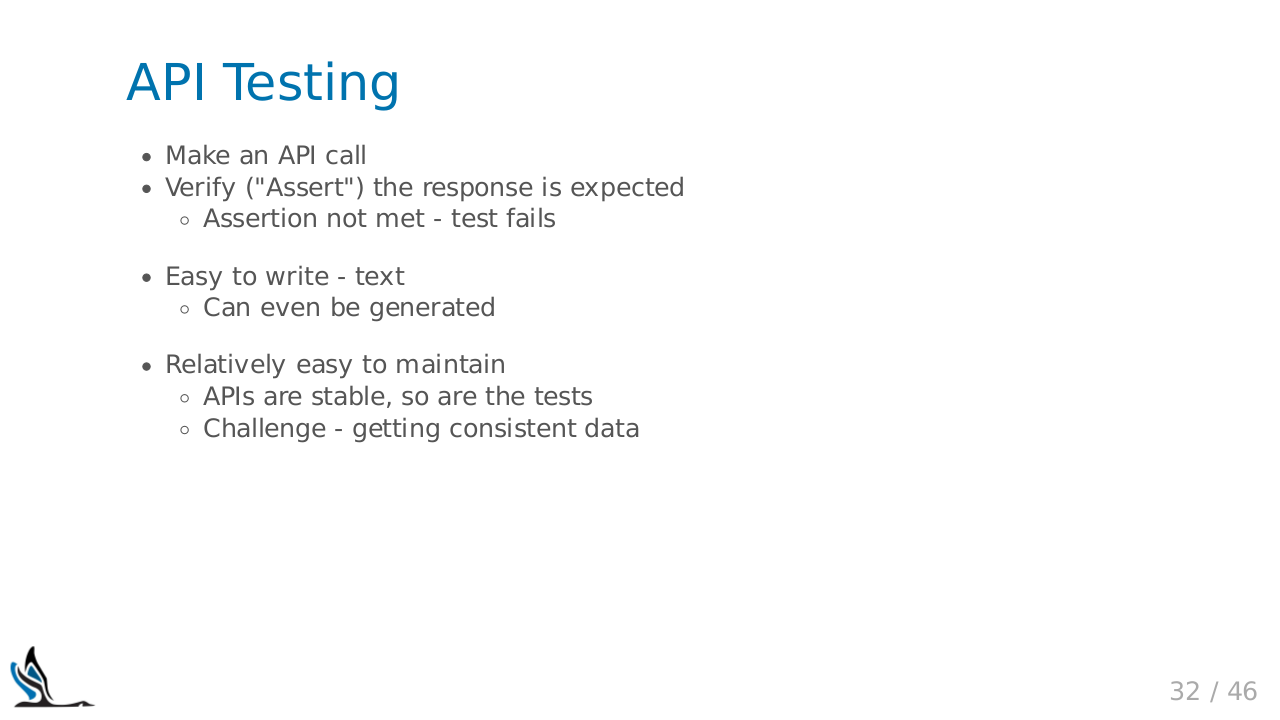 API Testing
• Make an API call
• Verify ("Assert") the response is expected
◦ Assertion not met - test fails
• Easy to write - text
◦ Can even be generated
• Relatively easy to maintain
◦ APIs are stable, so are the tests
◦ Challenge - getting consistent data
32 / 46